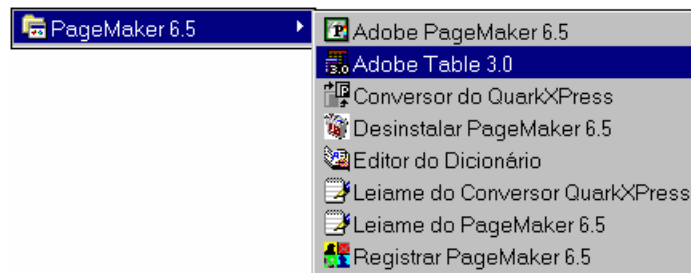 PageMaker 6.5
Adobe PageMaker 6.5
Adobe Table 3.0
Conversor do QuarkXPress
Desinstalar PageMaker 6.5
Editor do Dicionário
Leiame do Conversor QuarkXPress
Leiame do PageMaker 6.5
Registrar PageMaker 6.5